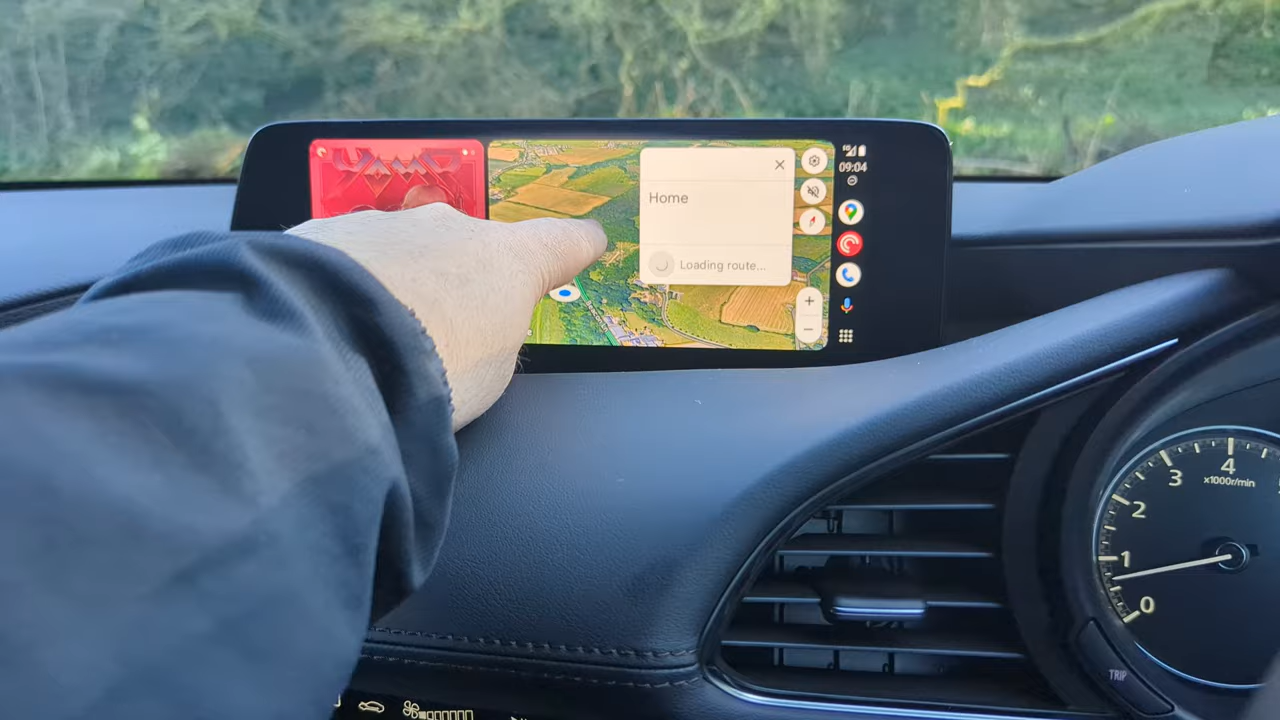 Home
Loading route...
09:04
+
−
4
3
x1000r/min
2
1
0
TRIP